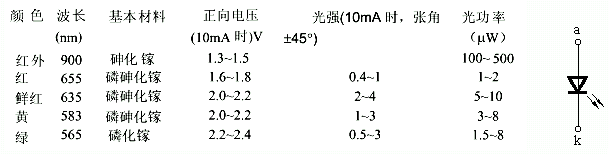 颜 色 波长 基本材料 正向电压 光强(10mA 时，张角 光功率
(nm) (10mA 时)V ±45°) (μW)
红外 900 砷化 镓 1.3~1.5 100~500
红 655 磷砷化镓 1.6~1.8 0.4~1 1~2
鲜红 635 磷砷化镓 2.0~2.2 2~4 5~10
黄 583 磷砷化镓 2.0~2.2 1~3 3~8
绿 565 磷化镓 2.2~2.4 0.5~3 1.5~8
a
k